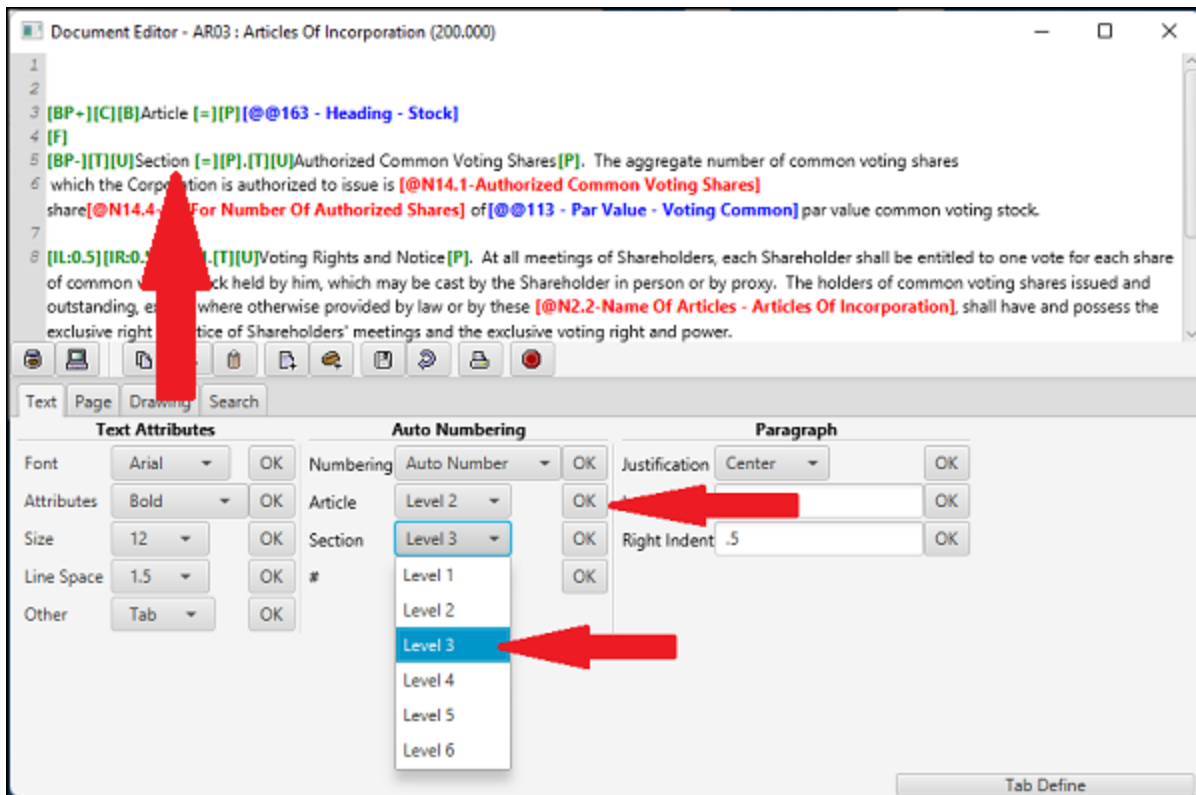 Document Editor - AR03 : Articles Of Incorporation (200.000)
1
2
3 [BP+][C][B]Article [=][P][@@163 - Heading - Stock]
4 [F]
5 [BP-][T][U]Section [=][P].[T][U]Authorized Common Voting Shares[P]. The aggregate number of common voting shares
6 which the is authorized to issue is [@N14.1-Authorized Common Voting Shares]
share[@N14.4- For Number Of Authorized Shares] of[@@113 - Par Value - Voting Common] par value common voting stock.
7
8 [IL:0.5][IR:0. .[T][U]Voting Rights and Notice[P]. At all meetings of Shareholders, each Shareholder shall be entitled to one vote for each share
of common held by him, which may be cast by the Shareholder in person or by proxy. The holders of common voting shares issued and
outstanding, where otherwise provided by law or by these [@N2.2-Name Of Articles - Articles Of Incorporation], shall have and possess the
exclusive right of Shareholders' meetings and the exclusive voting right and power.
Text Page Drawing Search
Text Attributes Auto Numbering Paragraph
Font Arial OK Numbering Auto Number OK Justification Center OK
Attributes Bold OK Article Level 2 OK OK
Size 12 OK Section Level 3 OK Right Indent .5 OK
Line Space 1.5 OK # Level 1 OK
Other Tab OK Level 2
Level 3
Level 4
Level 5
Level 6
Tab Define